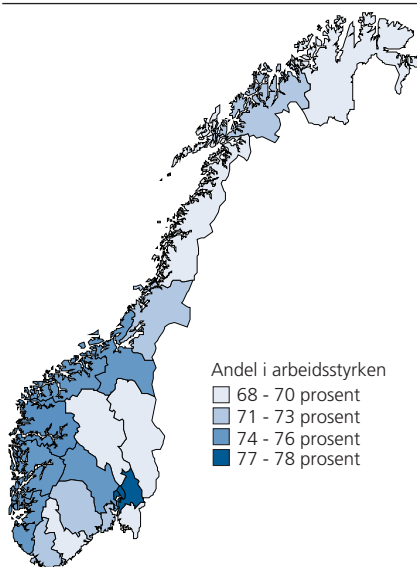 Andel i arbeidsstyrken
68 - 70 prosent
71 - 73 prosent
74 - 76 prosent
77 - 78 prosent